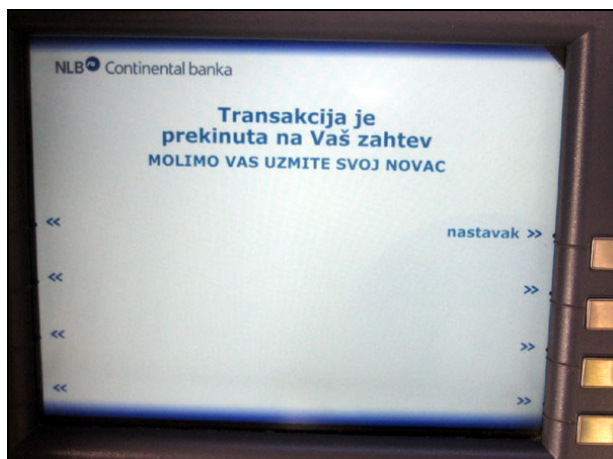 NLB Continental banka
Transakcija je
prekinuta na Vaš zahtev
MOLIMO VAS UZMITE SVOJ NOVAC
<<
nastavak >>
<<
>>
<<
>>
<<
>>